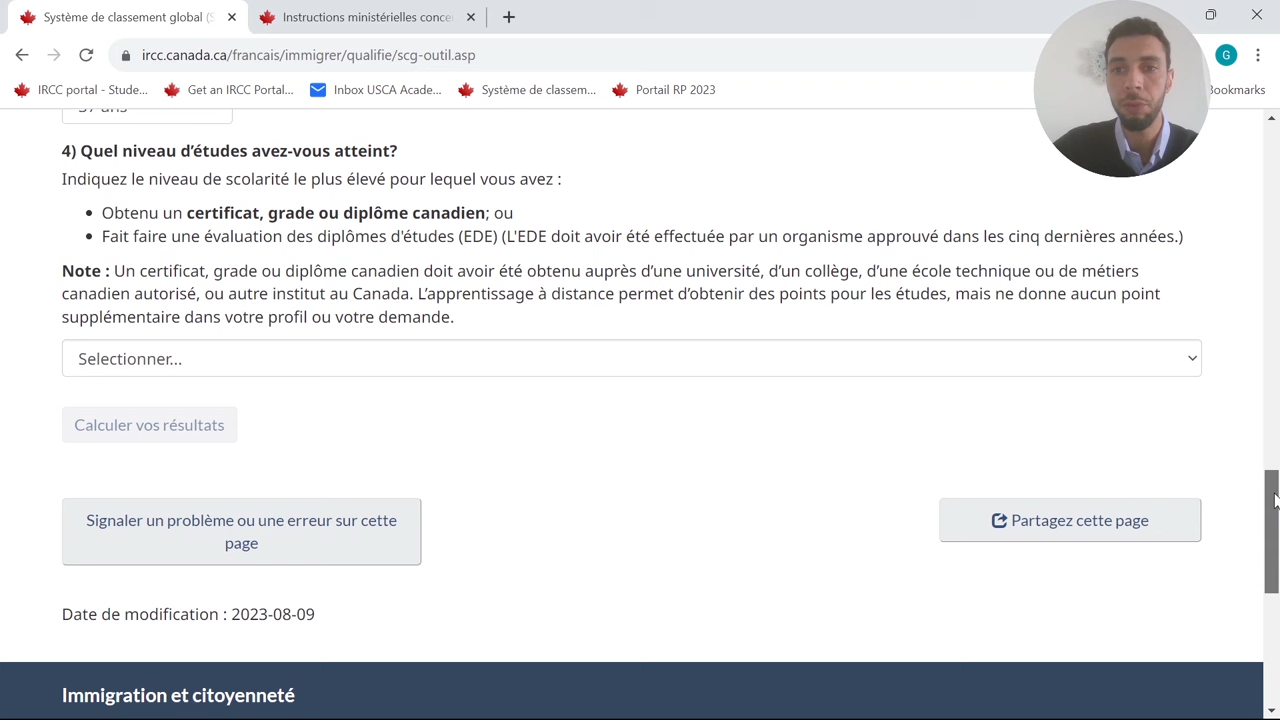 Système de classement global (S
Instructions ministérielles conce
ircc.canada.ca/francais/immigrer/qualifie/scg-outil.asp
G
IRCC portal - Stude...
Get an IRCC Portal...
Inbox USCA Acade...
Système de classem...
Portail RP 2023
Bookmarks
37 ans
4) Quel niveau d’études avez-vous atteint?
Indiquez le niveau de scolarité le plus élevé pour lequel vous avez :
Obtenu un certificat, grade ou diplôme canadien; ou
Fait faire une évaluation des diplômes d'études (EDE) (L'EDE doit avoir été effectuée par un organisme approuvé dans les cinq dernières années.)
Note : Un certificat, grade ou diplôme canadien doit avoir été obtenu auprès d’une université, d’un collège, d’une école technique ou de métiers
canadien autorisé, ou autre institut au Canada. L’apprentissage à distance permet d’obtenir des points pour les études, mais ne donne aucun point
supplémentaire dans votre profil ou votre demande.
Selectionner...
Calculer vos résultats
Signaler un problème ou une erreur sur cette
page
Partagez cette page
Date de modification : 2023-08-09
Immigration et citoyenneté